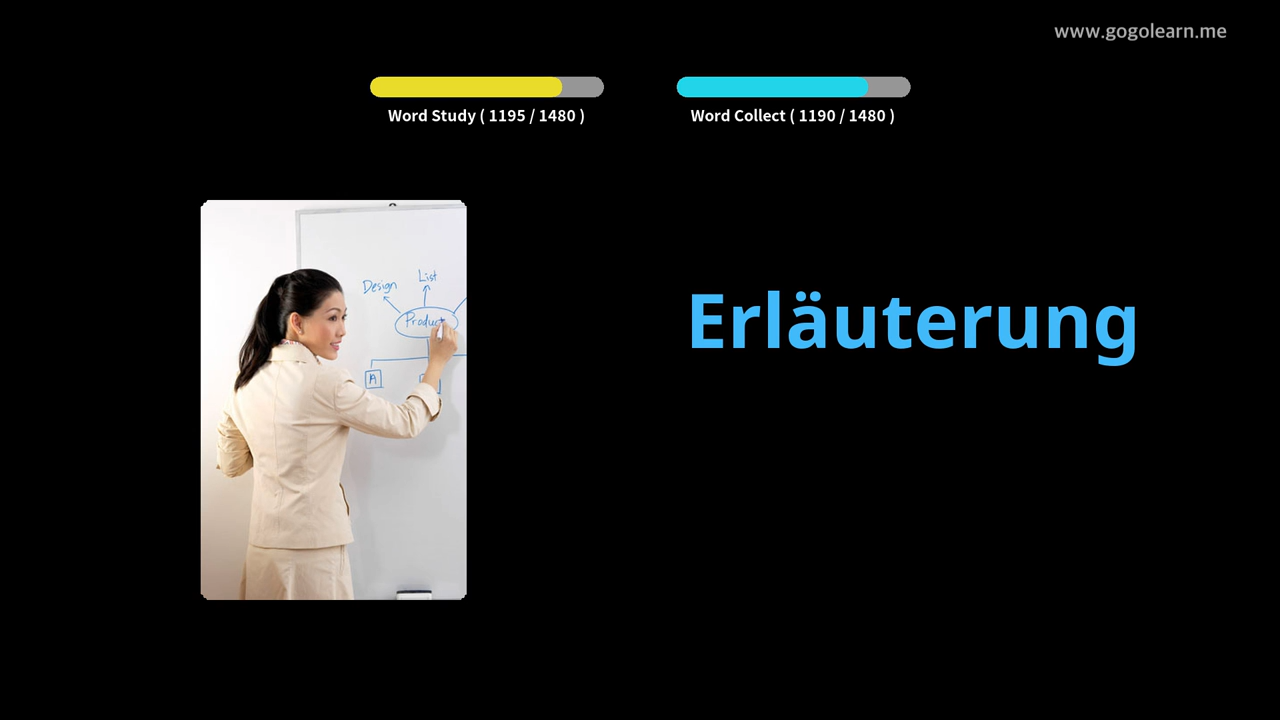 www.gogolearn.me
Word Study ( 1195 / 1480 )
Word Collect ( 1190 / 1480 )
Design
List
Product
A
Erläuterung